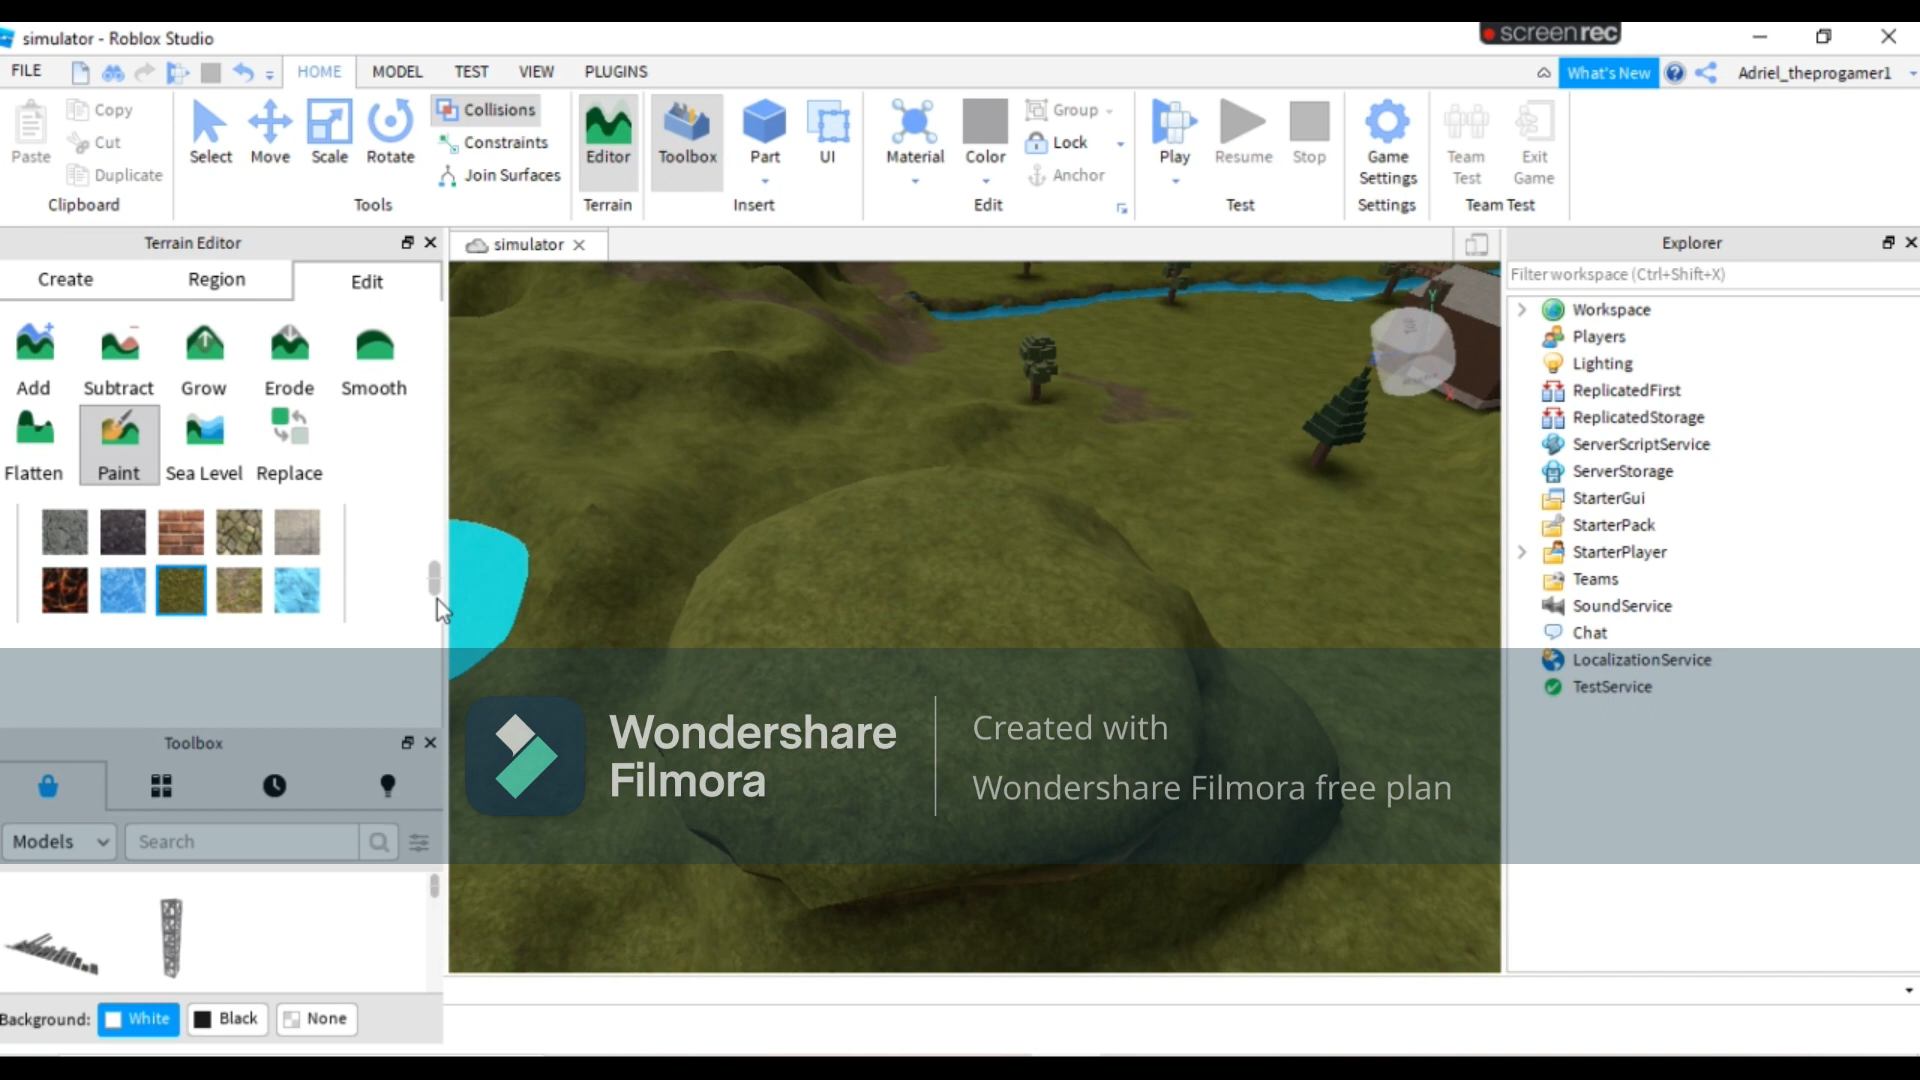 simulator - Roblox Studio
screenrec
FILE
HOME
MODEL
TEST
VIEW
PLUGINS
What's New
Adriel_theprogamer1
Paste
Copy
Cut
Duplicate
Clipboard
Select
Move
Scale
Rotate
Collisions
Constraints
Join Surfaces
Tools
Editor
Terrain
Toolbox
Part
UI
Insert
Material
Color
Group
Lock
Anchor
Edit
Play
Resume
Stop
Test
Game
Settings
Settings
Team
Test
Exit
Game
Team Test
Terrain Editor
Create
Region
Edit
Add
Subtract
Grow
Erode
Smooth
Flatten
Paint
Sea Level
Replace
simulator
Explorer
Filter workspace (Ctrl+Shift+X)
Workspace
Players
Lighting
ReplicatedFirst
ReplicatedStorage
ServerScriptService
ServerStorage
StarterGui
StarterPack
StarterPlayer
Teams
SoundService
Chat
LocalizationService
TestService
Wondershare
Filmora
Created with
Wondershare Filmora free plan
Toolbox
Models
Search
Background:
White
Black
None